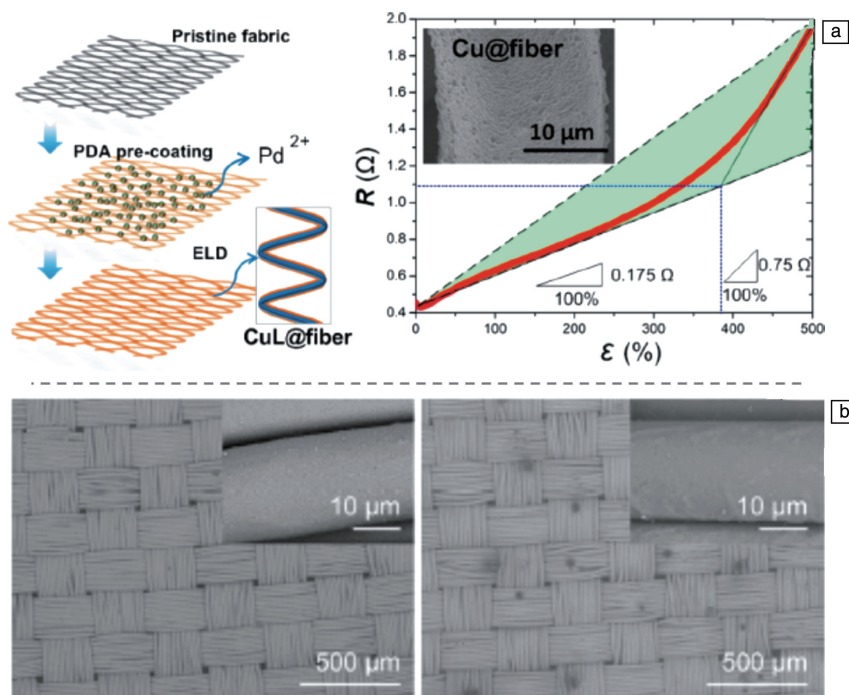 Pristine fabric
PDA pre-coating
Pd 2+
ELD
CuL@fiber
a
2.0
1.8
1.6
1.4
1.2
1.0
0.8
0.6
0.4
R (Ω)
Cu@fiber
10 µm
0.175 Ω
100%
0.75 Ω
100%
0
100
200
300
400
500
ε (%)
b
10 µm
500 µm
10 µm
500 µm